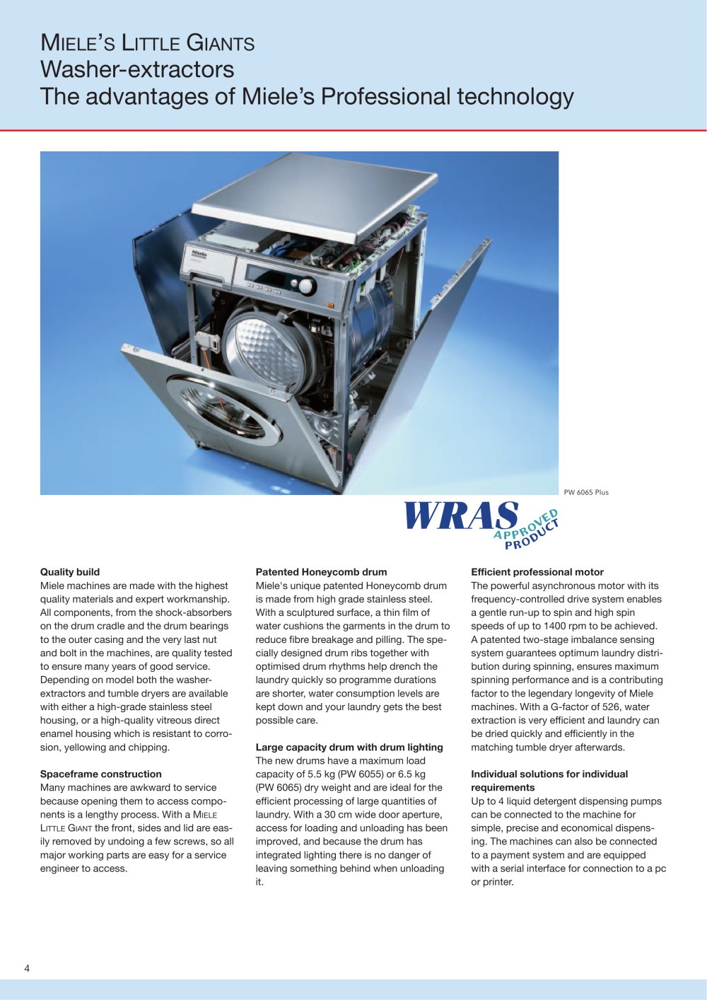 MIELE'S LITTLE GIANTS
Washer-extractors
The advantages of Miele's Professional technology
Miele
PW 6065 Plus
WRAS
APPROVED
PRODUCT
Quality build
Miele machines are made with the highest
quality materials and expert workmanship.
All components, from the shock-absorbers
on the drum cradle and the drum bearings
to the outer casing and the very last nut
and bolt in the machines, are quality tested
to ensure many years of good service.
Depending on model both the washer-
extractors and tumble dryers are available
with either a high-grade stainless steel
housing, or a high-quality vitreous direct
enamel housing which is resistant to corro-
sion, yellowing and chipping.
Spaceframe construction
Many machines are awkward to service
because opening them to access compo-
nents is a lengthy process. With a MIELE
LITTLE GIANT the front, sides and lid are eas-
ily removed by undoing a few screws, so all
major working parts are easy for a service
engineer to access.
Patented Honeycomb drum
Miele's unique patented Honeycomb drum
is made from high grade stainless steel.
With a sculptured surface, a thin film of
water cushions the garments in the drum to
reduce fibre breakage and pilling. The spe-
cially designed drum ribs together with
optimised drum rhythms help drench the
laundry quickly so programme durations
are shorter, water consumption levels are
kept down and your laundry gets the best
possible care.
Large capacity drum with drum lighting
The new drums have a maximum load
capacity of 5.5 kg (PW 6055) or 6.5 kg
(PW 6065) dry weight and are ideal for the
efficient processing of large quantities of
laundry. With a 30 cm wide door aperture,
access for loading and unloading has been
improved, and because the drum has
integrated lighting there is no danger of
leaving something behind when unloading
it.
Efficient professional motor
The powerful asynchronous motor with its
frequency-controlled drive system enables
a gentle run-up to spin and high spin
speeds of up to 1400 rpm to be achieved.
A patented two-stage imbalance sensing
system guarantees optimum laundry distri-
bution during spinning, ensures maximum
spinning performance and is a contributing
factor to the legendary longevity of Miele
machines. With a G-factor of 526, water
extraction is very efficient and laundry can
be dried quickly and efficiently in the
matching tumble dryer afterwards.
Individual solutions for individual
requirements
Up to 4 liquid detergent dispensing pumps
can be connected to the machine for
simple, precise and economical dispens-
ing. The machines can also be connected
to a payment system and are equipped
with a serial interface for connection to a pc
or printer.
4